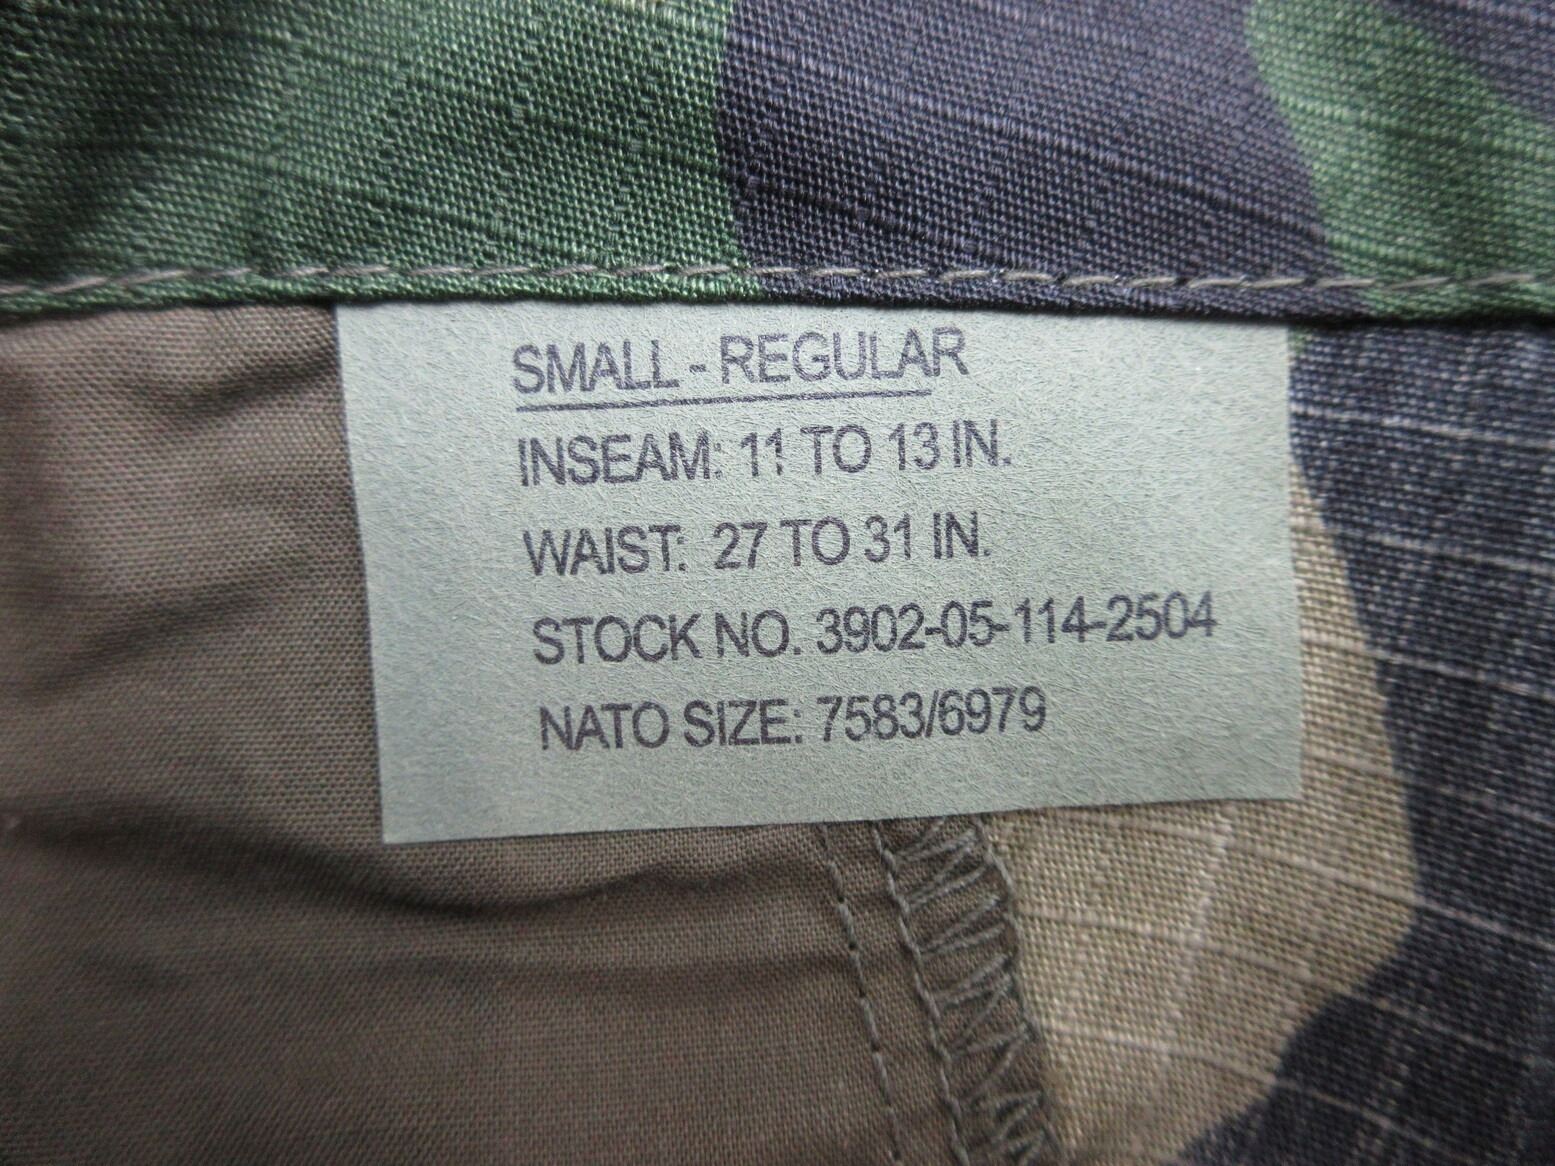 SMALL - REGULAR
INSEAM: 11 TO 13 IN.
WAIST: 27 TO 31 IN.
STOCK NO. 3902-05-114-2504
NATO SIZE: 7583/6979